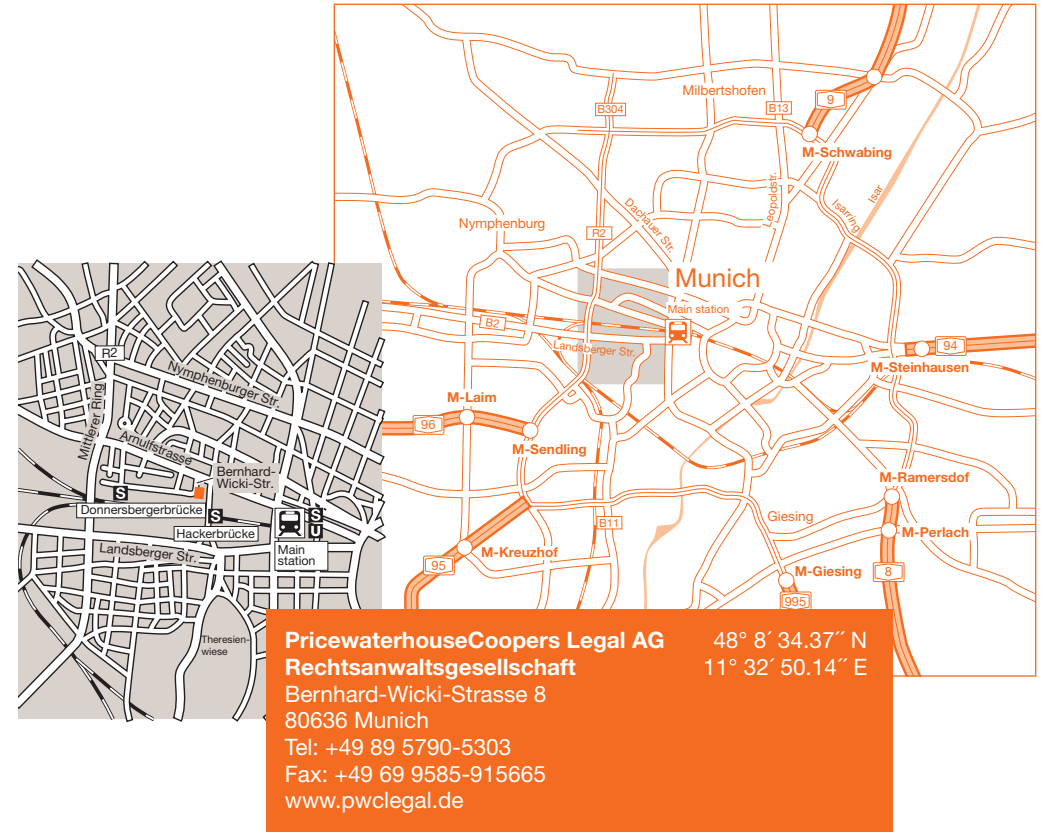 Milbertshofen
B304
B13
9
M-Schwabing
Leopoldstr.
Isarring
Isar
Nymphenburg
Dachauer Str.
R2
Munich
Main station
B2
Landsberger Str.
94
M-Steinhausen
M-Laim
96
M-Sendling
M-Ramersdof
Giesing
B11
M-Perlach
M-Kreuzhof
95
M-Giesing
8
995
R2
Nymphenburger Str.
Mittlerer Ring
Arnulfstrasse
Bernhard-
Wicki-Str.
S
Donnersbergerbrücke
S
Hackerbrücke
S
U
Main
station
Landsberger Str.
Theresien-
wiese
PricewaterhouseCoopers Legal AG
Rechtsanwaltsgesellschaft
Bernhard-Wicki-Strasse 8
80636 Munich
Tel: +49 89 5790-5303
Fax: +49 69 9585-915665
www.pwclegal.de
48° 8´ 34.37´´ N
11° 32´ 50.14´´ E